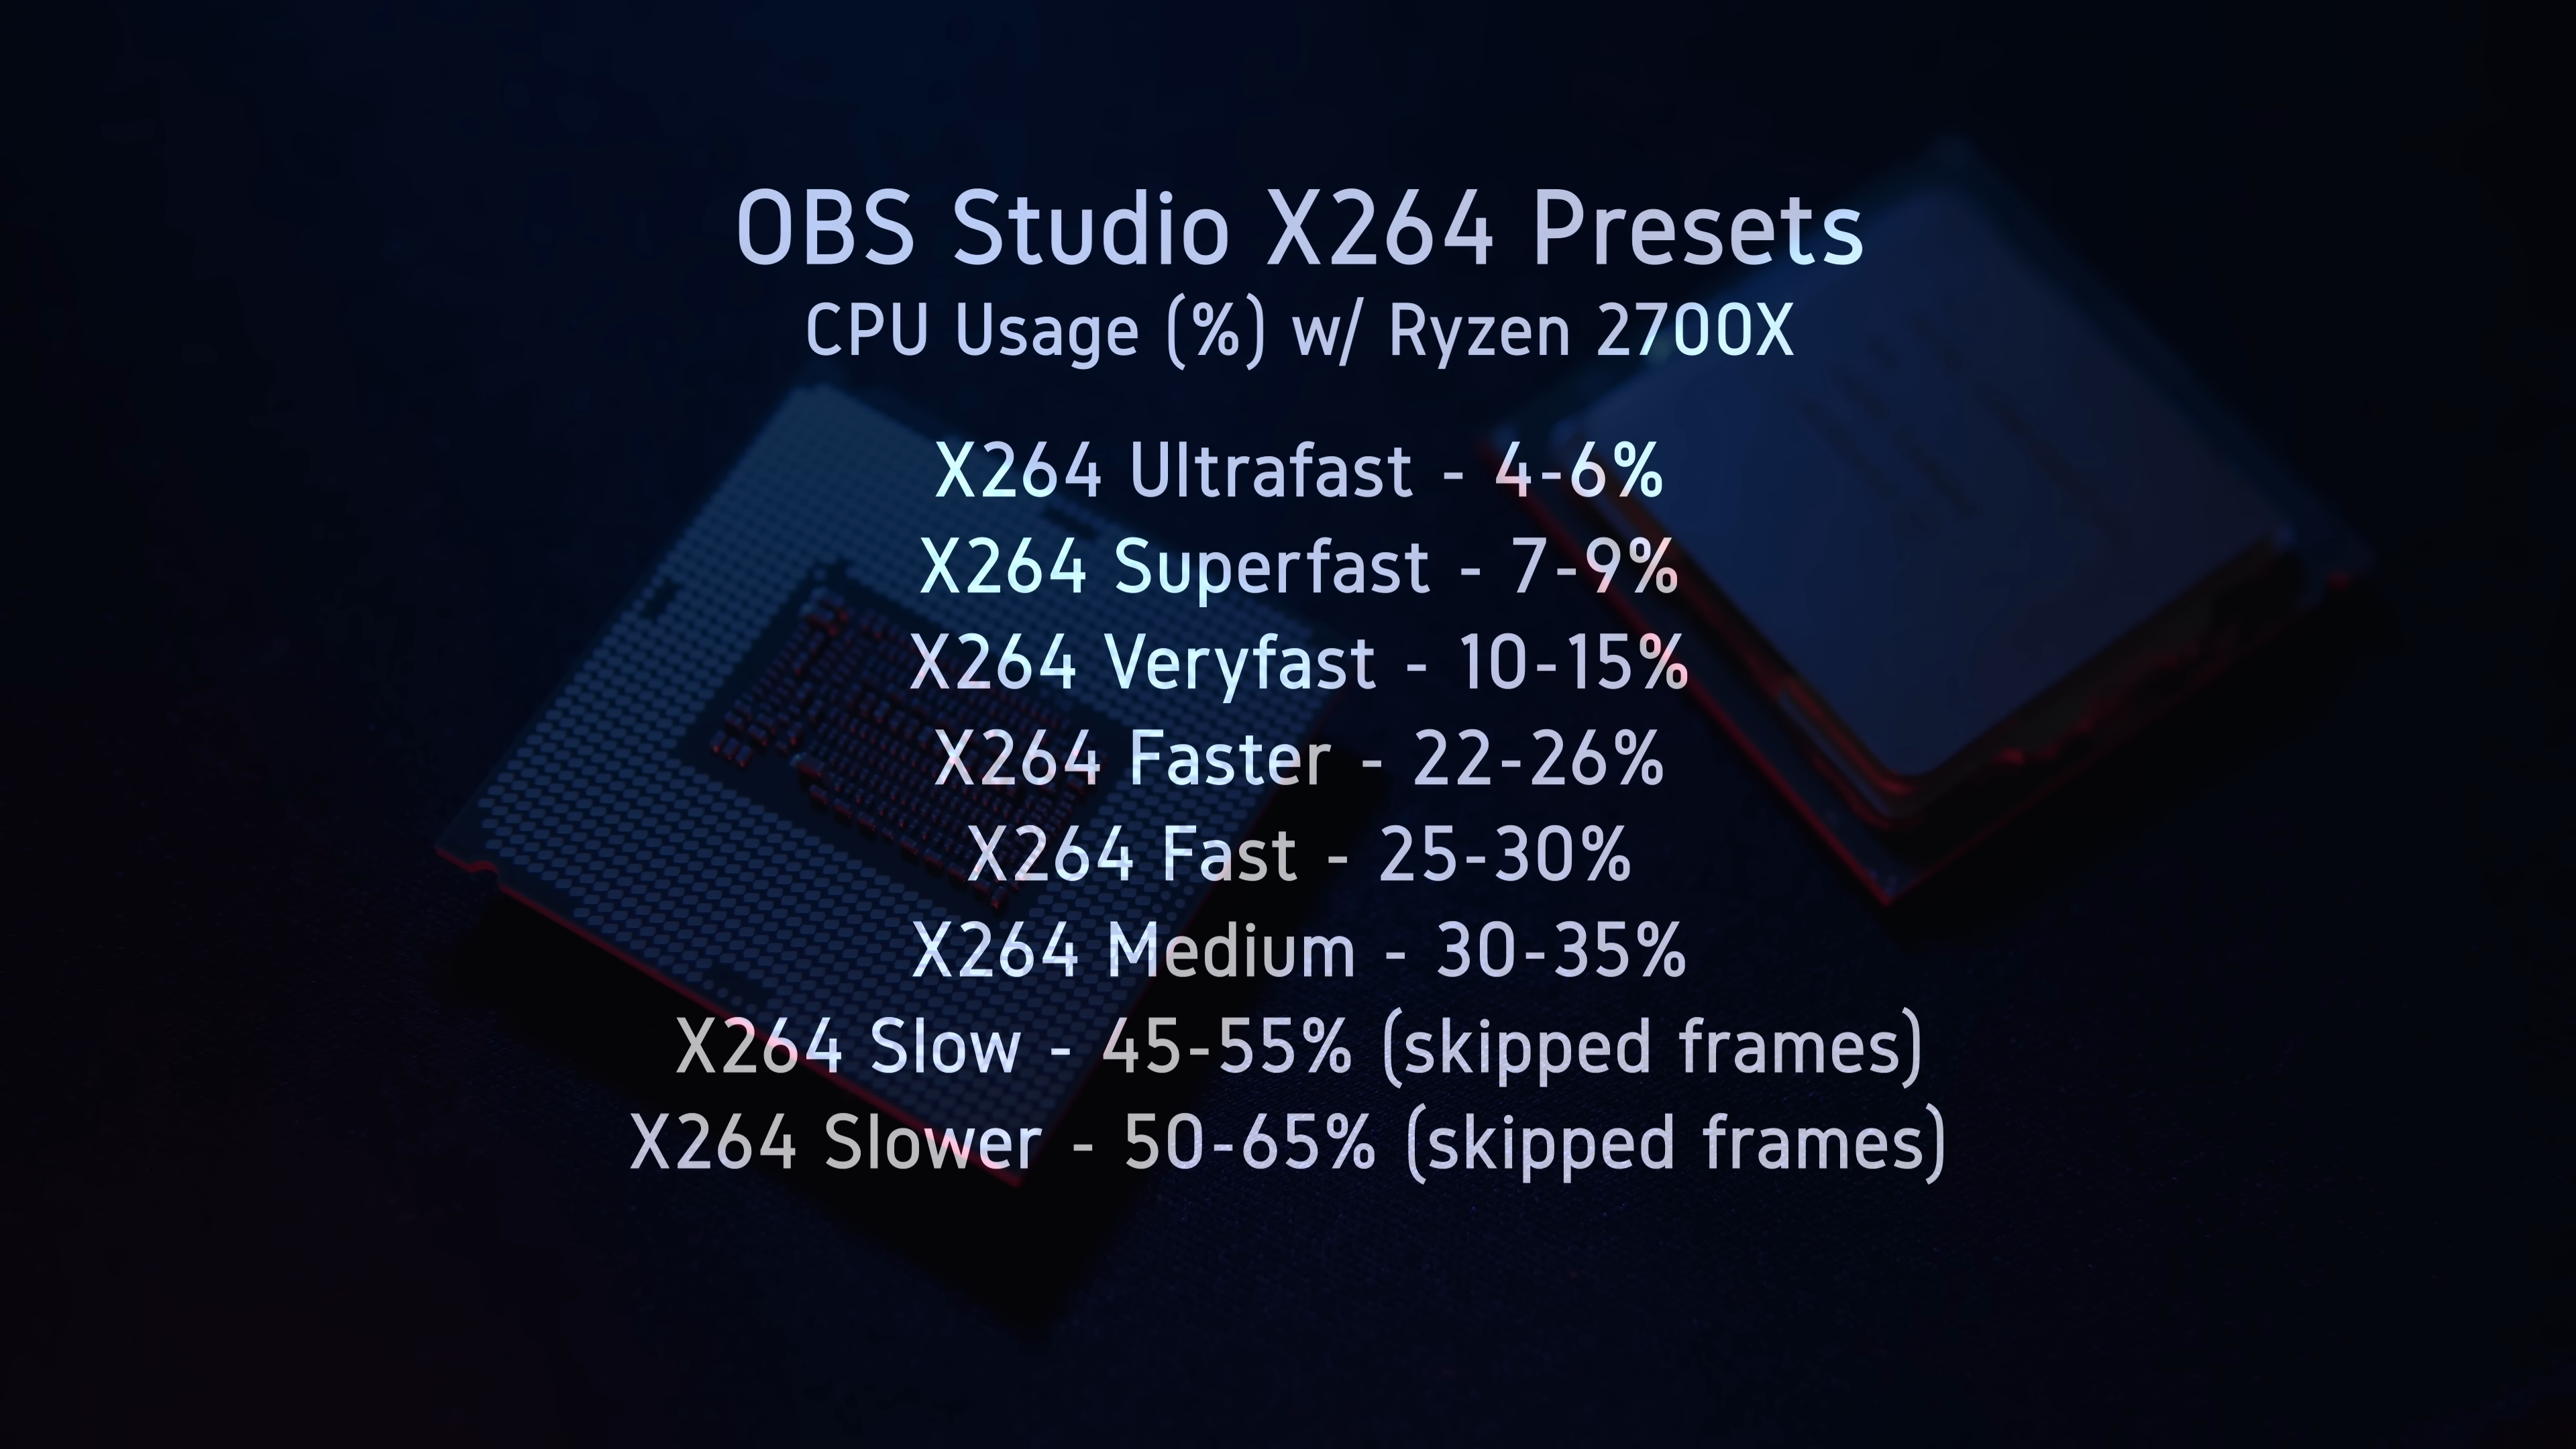 OBS Studio X264 Presets
CPU Usage (%) w/ Ryzen 2700X
X264 Ultrafast - 4-6%
X264 Superfast - 7-9%
X264 Veryfast - 10-15%
X264 Faster - 22-26%
X264 Fast - 25-30%
X264 Medium - 30-35%
X264 Slow - 45-55% (skipped frames)
X264 Slower - 50-65% (skipped frames)